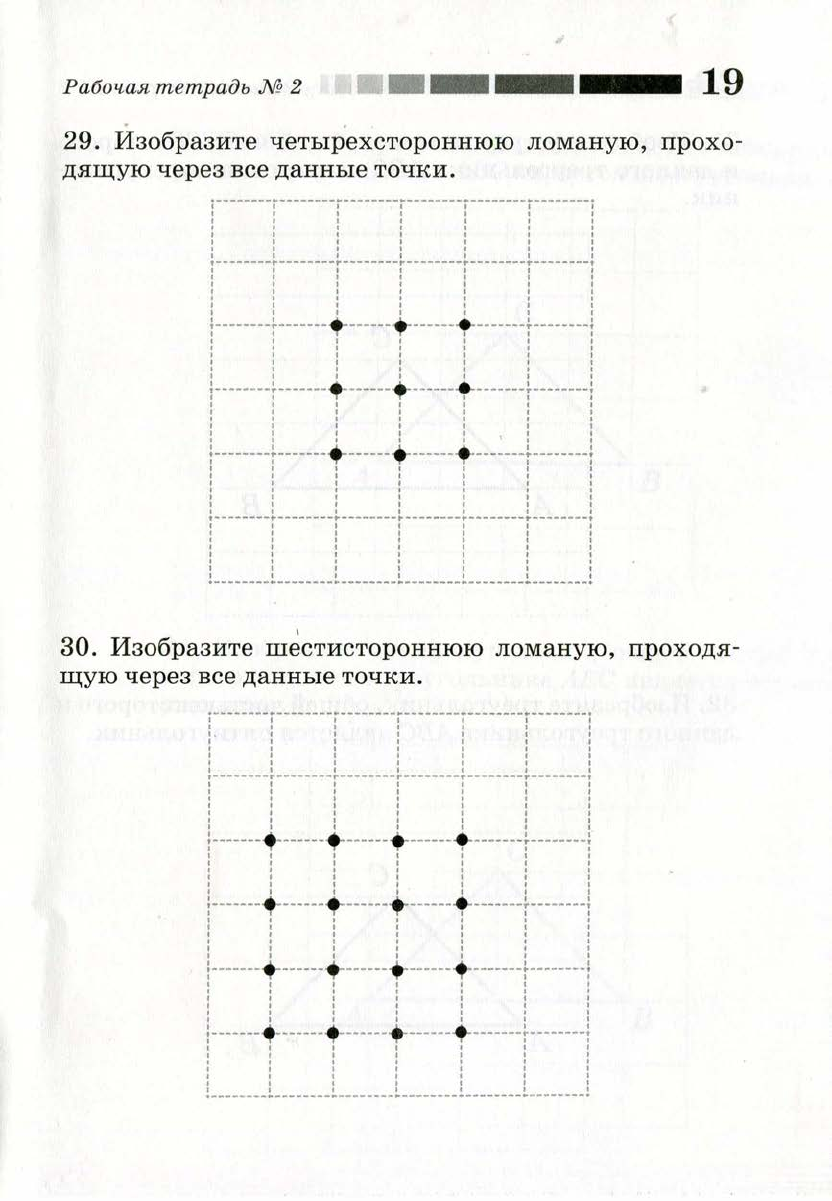 Рабочая тетрадь № 2 19
29. Изобразите четырехстороннюю ломаную, прохо-
дящую через все данные точки.
30. Изобразите шестистороннюю ломаную, проходя-
щую через все данные точки.